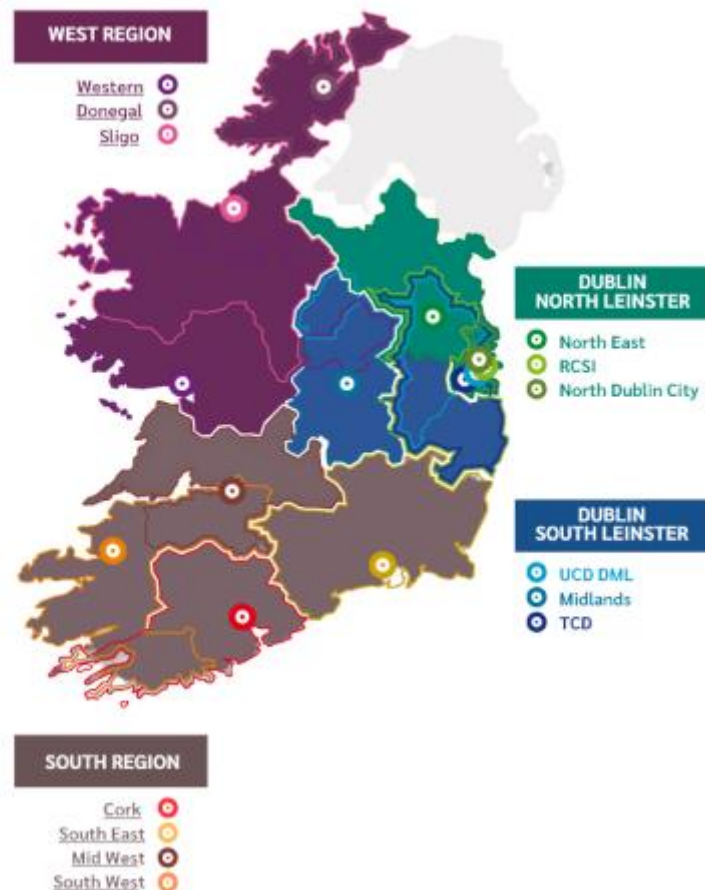 WEST REGION
Western
Donegal
Sligo
DUBLIN
NORTH LEINSTER
North East
RCSI
North Dublin City
DUBLIN
SOUTH LEINSTER
UCD DML
Midlands
TCD
SOUTH REGION
Cork
South East
Mid West
South West